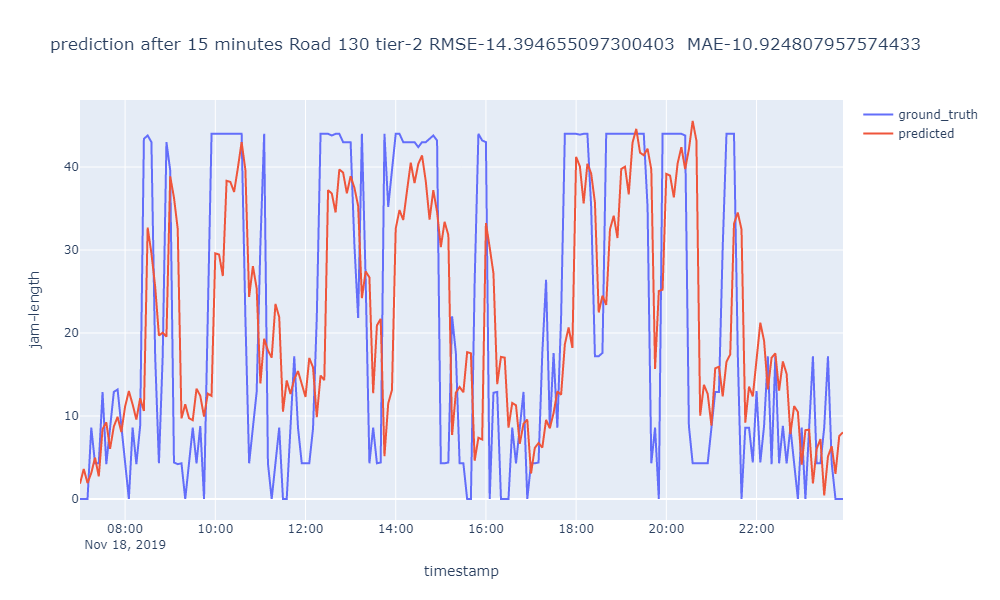 prediction after 15 minutes Road 130 tier-2 RMSE-14.394655097300403 MAE-10.924807957574433
ground_truth
predicted
40
30
20
10
0
jam-length
08:00 10:00 12:00 14:00 16:00 18:00 20:00 22:00
Nov 18, 2019
timestamp